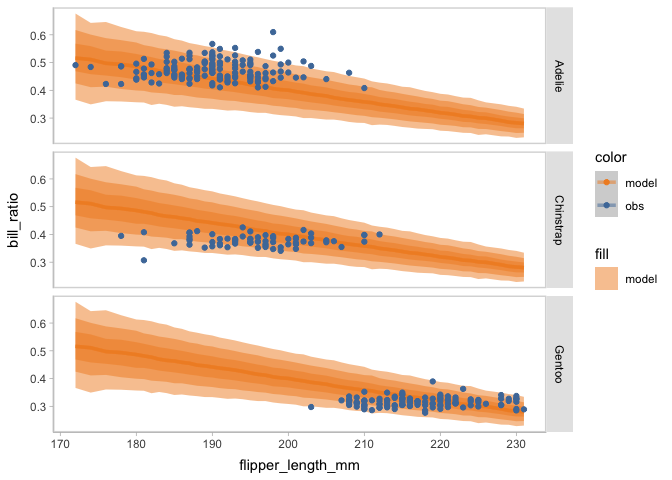 0.6
0.5
0.4
0.3
Adelie
0.6
0.5
0.4
0.3
Chinstrap
0.6
0.5
0.4
0.3
Gentoo
170 180 190 200 210 220 230
flipper_length_mm
bill_ratio
color
model
obs
fill
model